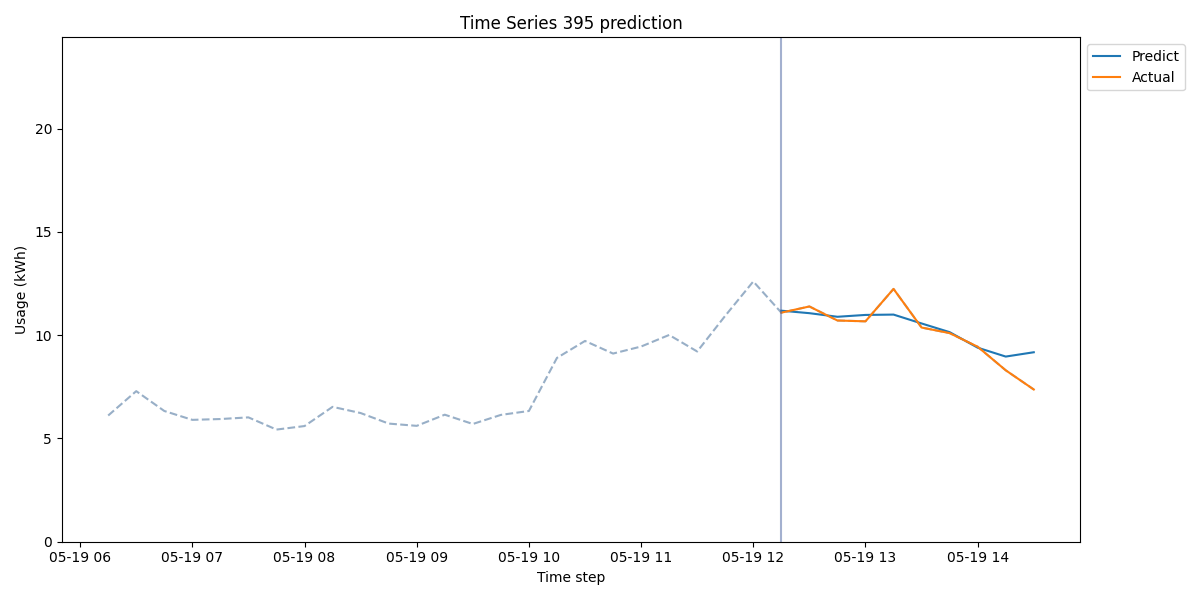 Time Series 395 prediction
Predict
Actual
Usage (kWh)
20
15
10
5
0
05-19 06 05-19 07 05-19 08 05-19 09 05-19 10 05-19 11 05-19 12 05-19 13 05-19 14
Time step